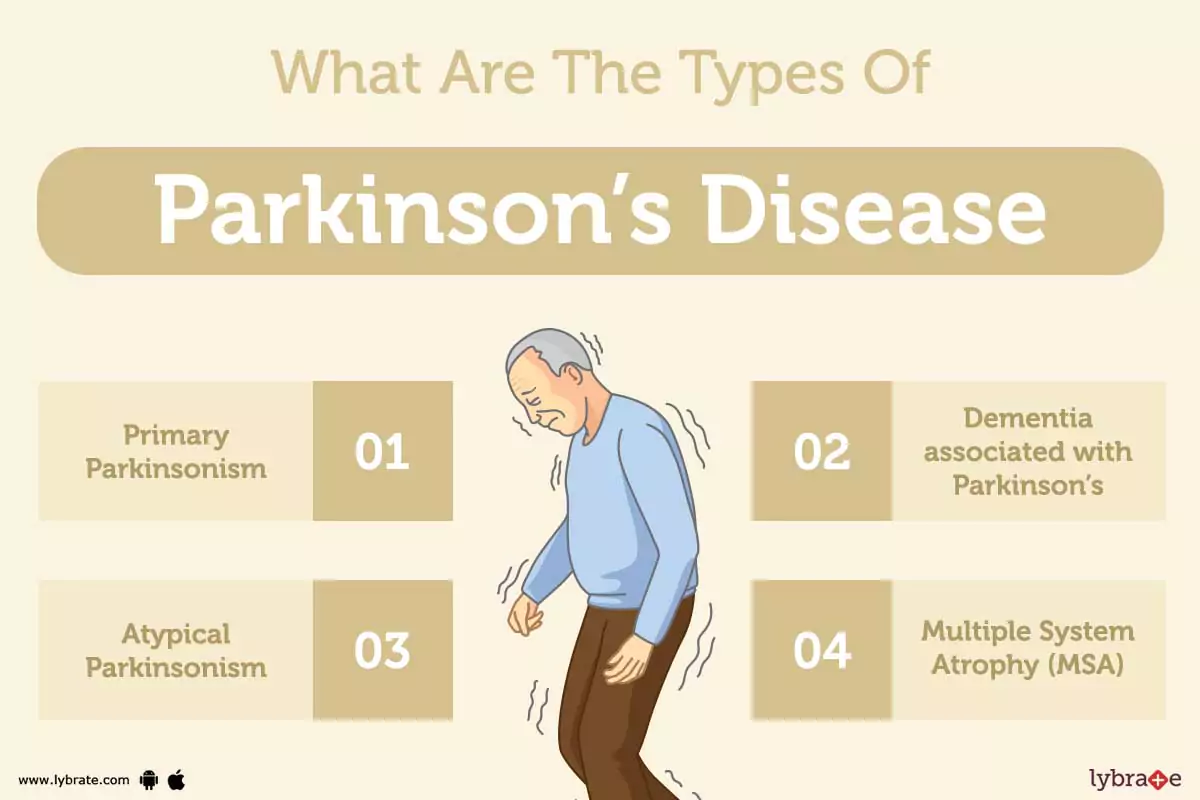 What Are The Types Of
Parkinson’s Disease
Primary
Parkinsonism
01
02
Dementia
associated with
Parkinson’s
Atypical
Parkinsonism
03
04
Multiple System
Atrophy (MSA)
www.lybrate.com
lybrate